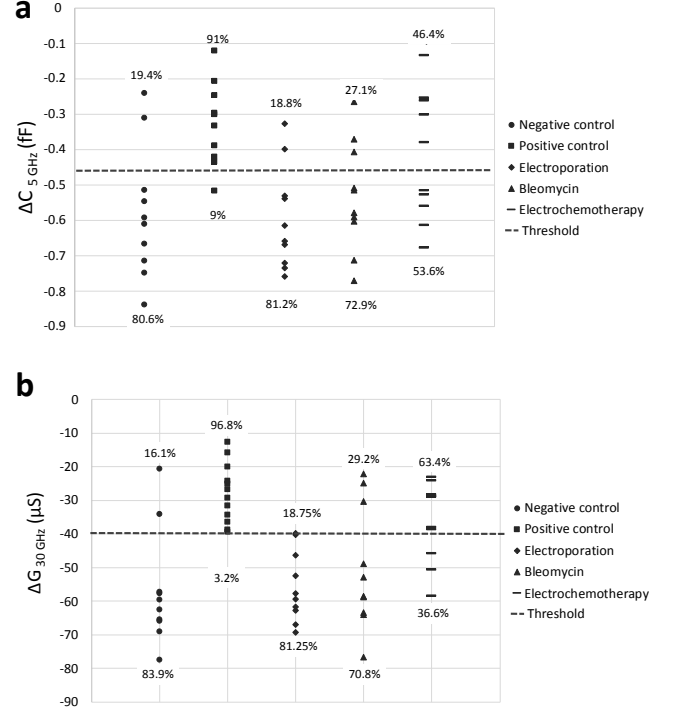 a
0
-0.1
-0.2
-0.3
-0.4
-0.5
-0.6
-0.7
-0.8
-0.9
ΔC 5 GHz (fF)
19.4%
91%
18.8%
27.1%
46.4%
80.6%
9%
81.2%
72.9%
53.6%
Negative control
Positive control
Electroporation
Bleomycin
Electrochemotherapy
Threshold
b
0
-10
-20
-30
-40
-50
-60
-70
-80
-90
ΔG 30 GHz (µS)
16.1%
96.8%
18.75%
29.2%
63.4%
83.9%
3.2%
81.25%
70.8%
36.6%
Negative control
Positive control
Electroporation
Bleomycin
Electrochemotherapy
Threshold